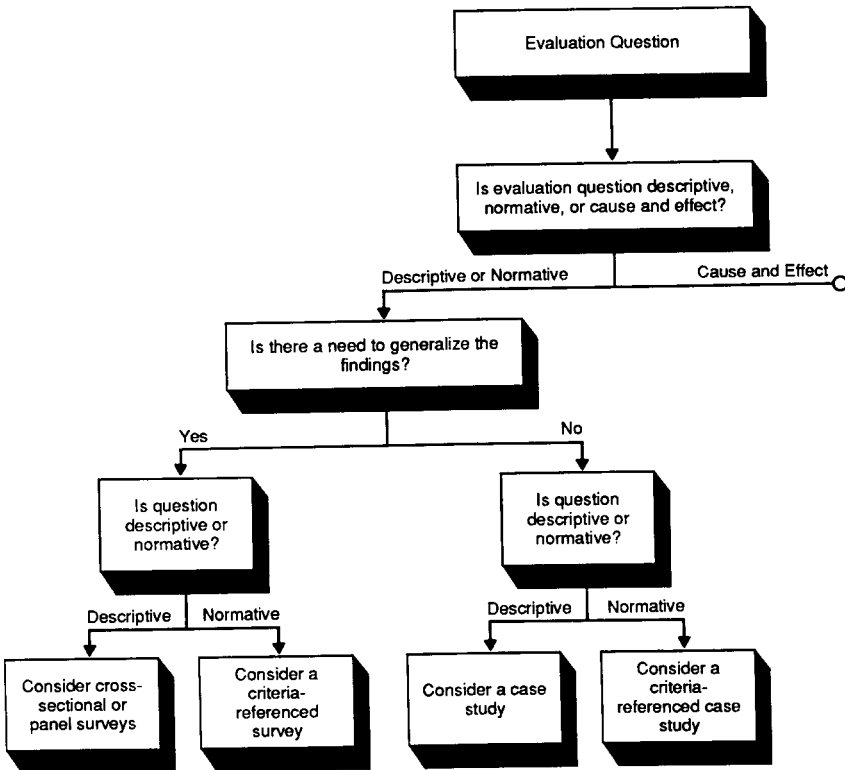 Evaluation Question
Is evaluation question descriptive,
normative, or cause and effect?
Descriptive or Normative
Cause and Effect
Is there a need to generalize the
findings?
Yes
No
Is question
descriptive or
normative?
Is question
descriptive or
normative?
Descriptive
Normative
Descriptive
Normative
Consider cross-
sectional or
panel surveys
Consider a
criteria-
referenced
survey
Consider a case
study
Consider a
criteria-
referenced case
study